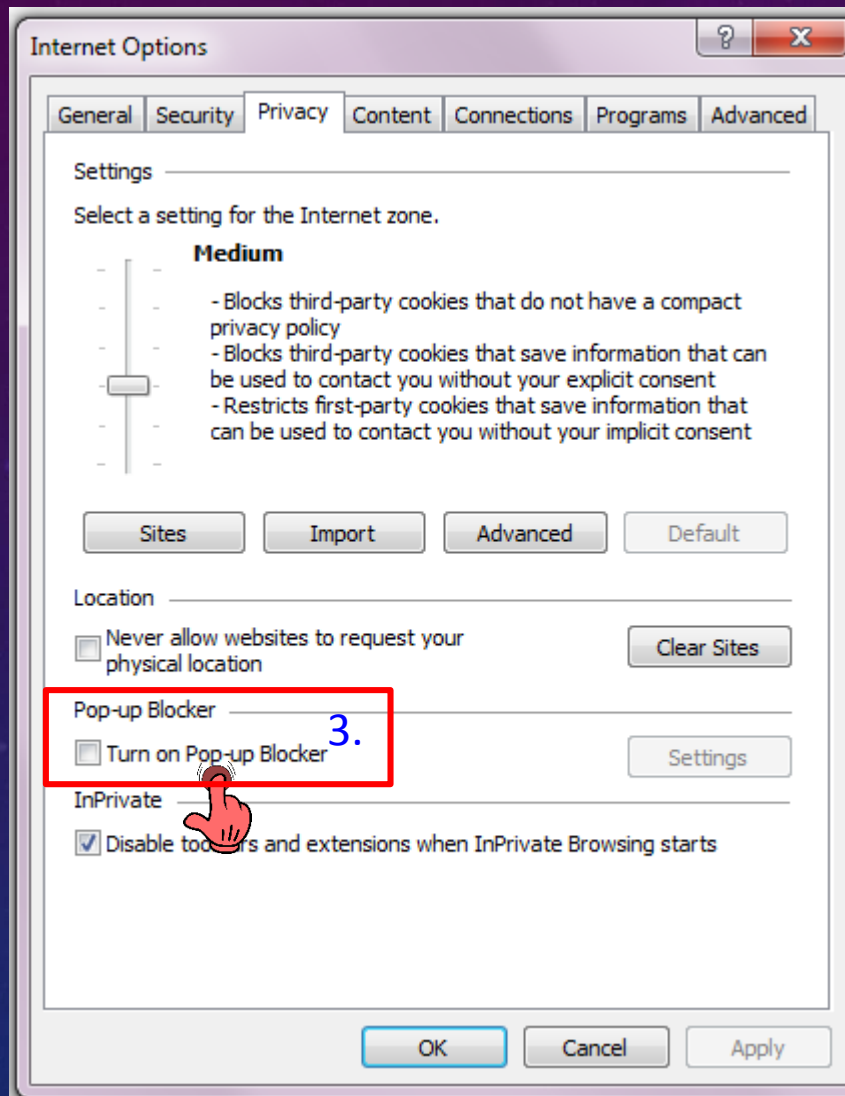 Internet Options
General Security Privacy Content Connections Programs Advanced
Settings
Select a setting for the Internet zone.
Medium
- Blocks third-party cookies that do not have a compact
privacy policy
- Blocks third-party cookies that save information that can
be used to contact you without your explicit consent
- Restricts first-party cookies that save information that
can be used to contact you without your implicit consent
Sites Import Advanced Default
Location
Never allow websites to request your
physical location
Clear Sites
Pop-up Blocker
3.
Turn on Pop-up Blocker
Settings
InPrivate
Disable toolbars and extensions when InPrivate Browsing starts
OK Cancel Apply